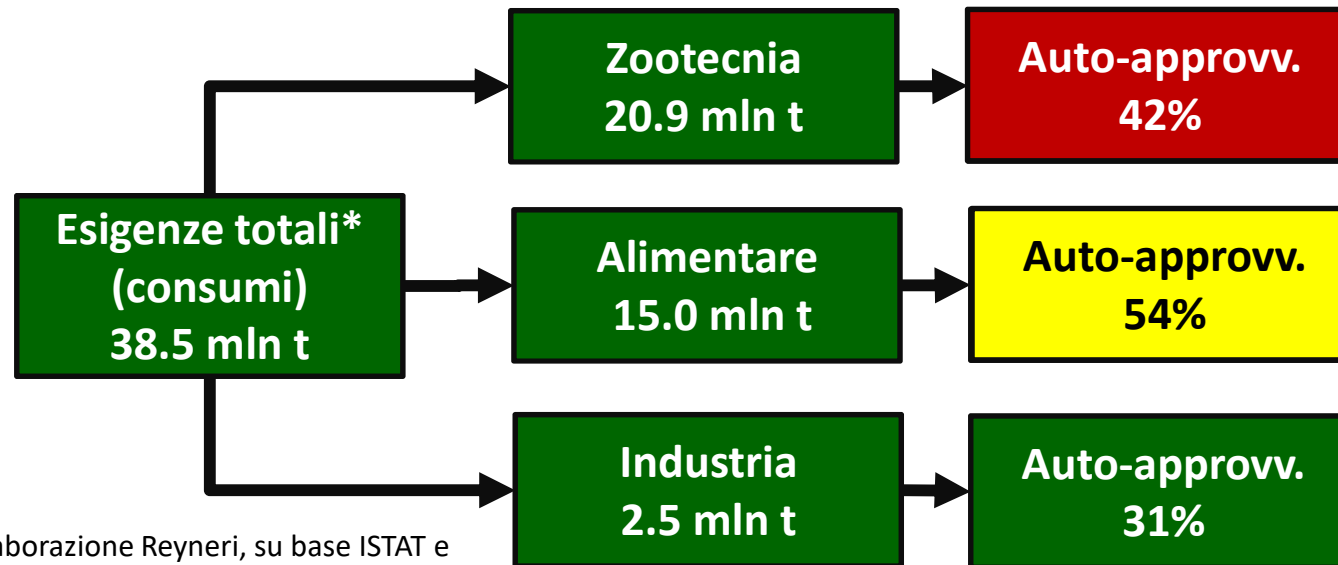 Esigenze totali*
(consumi)
38.5 mln t
Zootecnia
20.9 mln t
Auto-approvv.
42%
Alimentare
15.0 mln t
Auto-approvv.
54%
Industria
2.5 mln t
Auto-approvv.
31%
Reyneri, su base ISTAT e